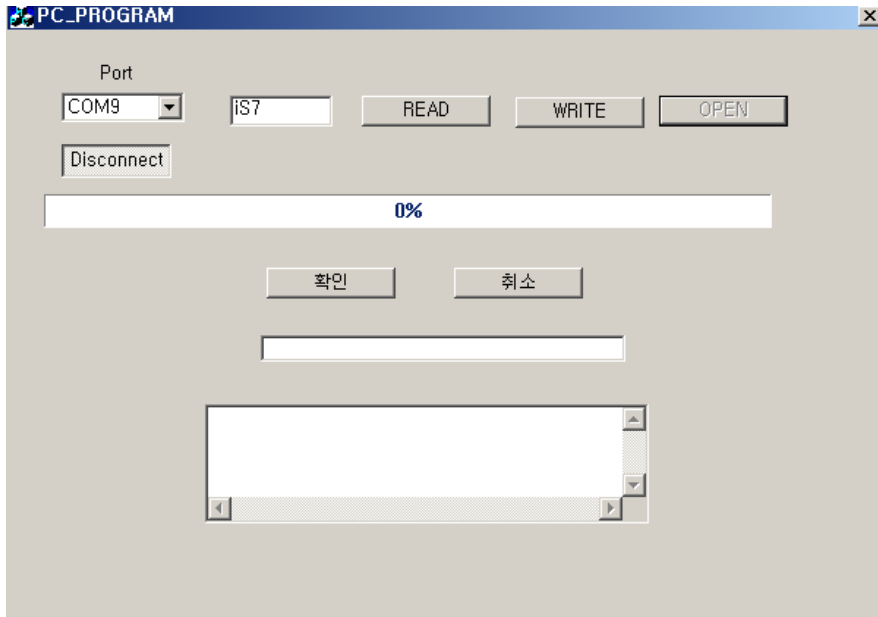 PC_PROGRAM
Port
COM9 iS7 READ WRITE OPEN
Disconnect
0%
확인 취소